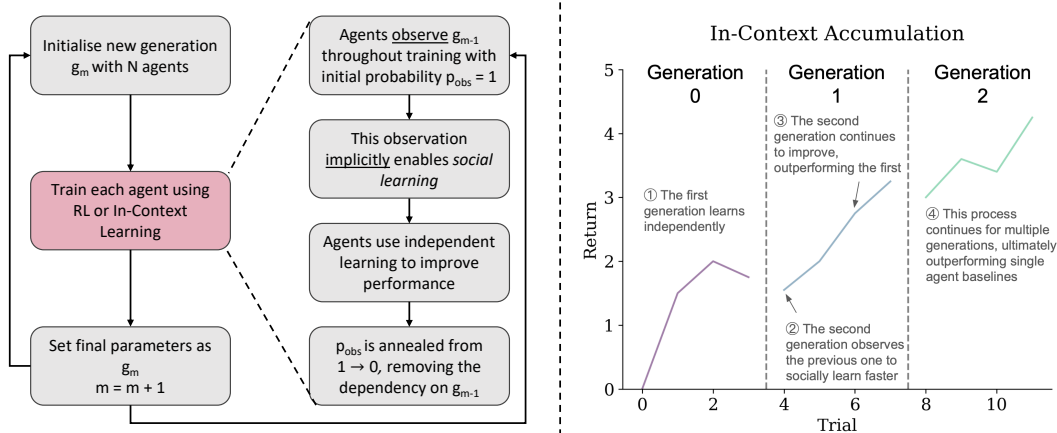 Initialise new generation
g_m with N agents
Train each agent using
RL or In-Context
Learning
Set final parameters as
g_m
m = m + 1
Agents observe g_m-1
throughout training with
initial probability p_obs = 1
This observation
implicitly enables social
learning
Agents use independent
learning to improve
performance
p_obs is annealed from
1 → 0, removing the
dependency on g_m-1
In-Context Accumulation
Generation
0
Generation
1
Generation
2
① The first
generation learns
independently
② The second
generation observes
the previous one to
socially learn faster
③ The second
generation continues
to improve,
outperforming the first
④ This process
continues for multiple
generations, ultimately
outperforming single
agent baselines
Return
5
4
3
2
1
0
0 2 4 6 8 10
Trial